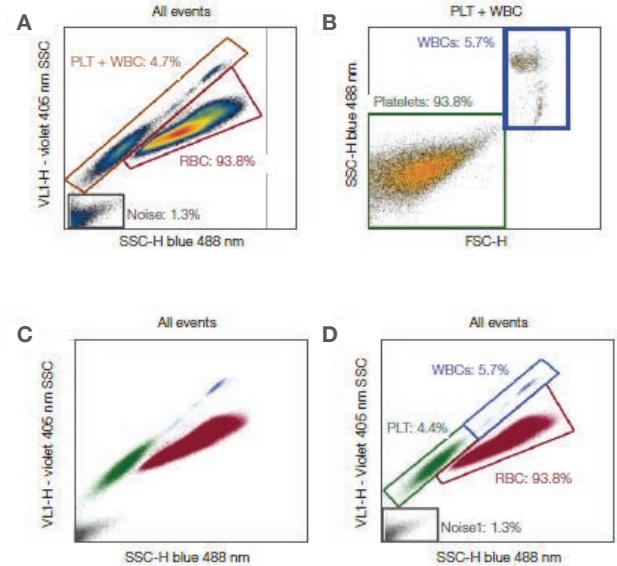 A
All events
PLT + WBC: 4.7%
RBC: 93.8%
Noise: 1.3%
VL1-H - violet 405 nm SSC
SSC-H blue 488 nm
B
PLT + WBC
WBCs: 5.7%
Platelets: 93.8%
SSC-H blue 488 nm
FSC-H
C
All events
VL1-H - violet 405 nm SSC
SSC-H blue 488 nm
D
All events
WBCs: 5.7%
PLT: 4.4%
RBC: 93.8%
Noise1: 1.3%
VL1-H - Violet 405 nm SSC
SSC-H blue 488 nm